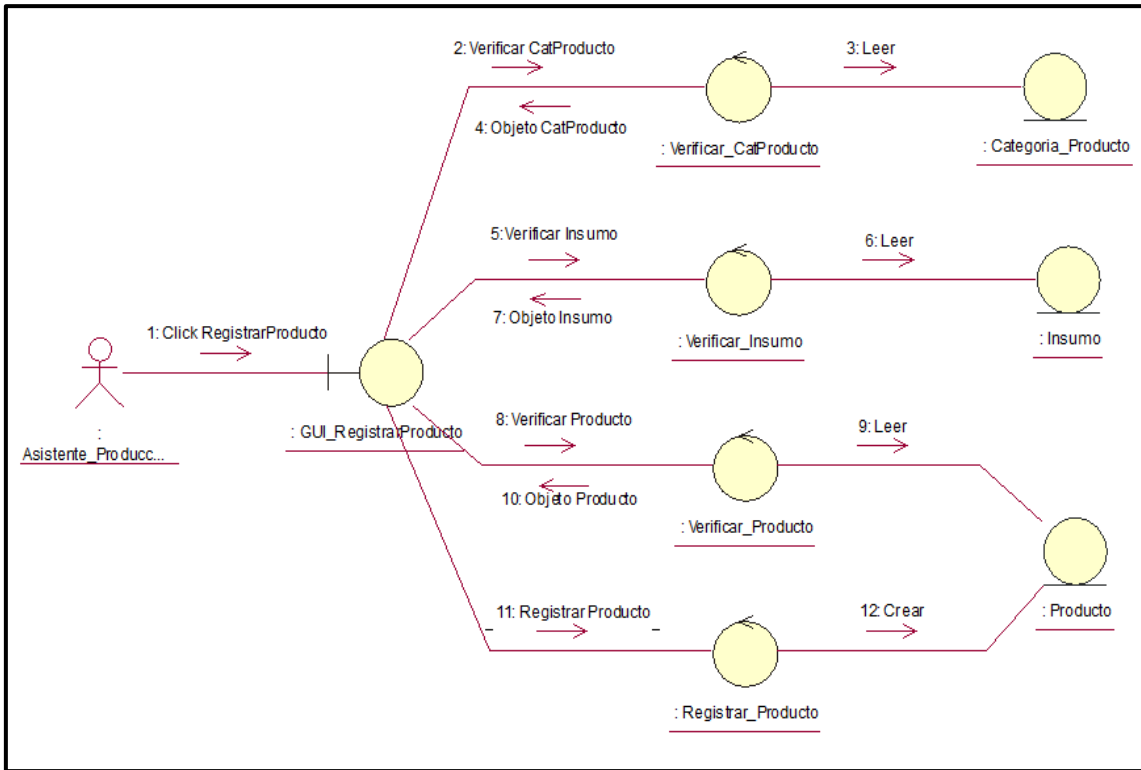 2: Verificar CatProducto
3: Leer
4: Objeto CatProducto
: Verificar_CatProducto
: Categoria_Producto
5: Verificar Insumo
6: Leer
7: Objeto Insumo
: Verificar_Insumo
: Insumo
1: Click RegistrarProducto
:
Asistente_Producc...
: GUI_RegistrarProducto
8: Verificar Producto
9: Leer
10: Objeto Producto
: Verificar_Producto
11: Registrar Producto
12: Crear
: Producto
: Registrar_Producto